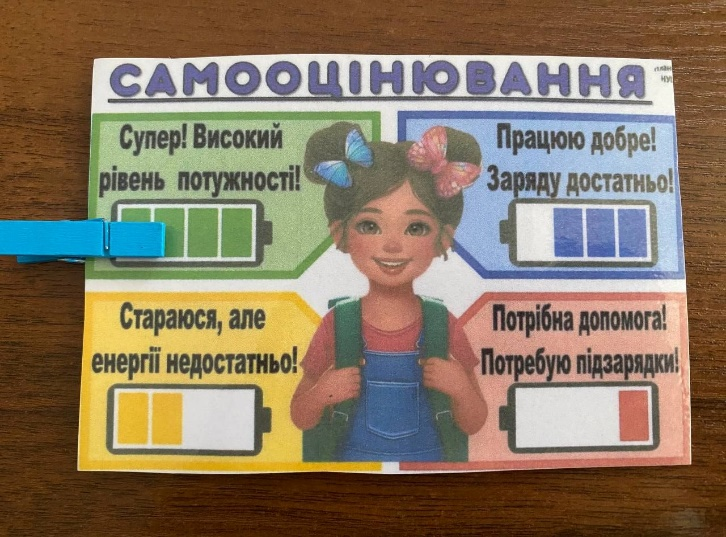 САМООЦІНЮВАННЯ
Супер! Високий
рівень потужності!
Працюю добре!
Заряду достатньо!
Стараюся, але
енергії недостатньо!
Потрібна допомога!
Потребую підзарядки!